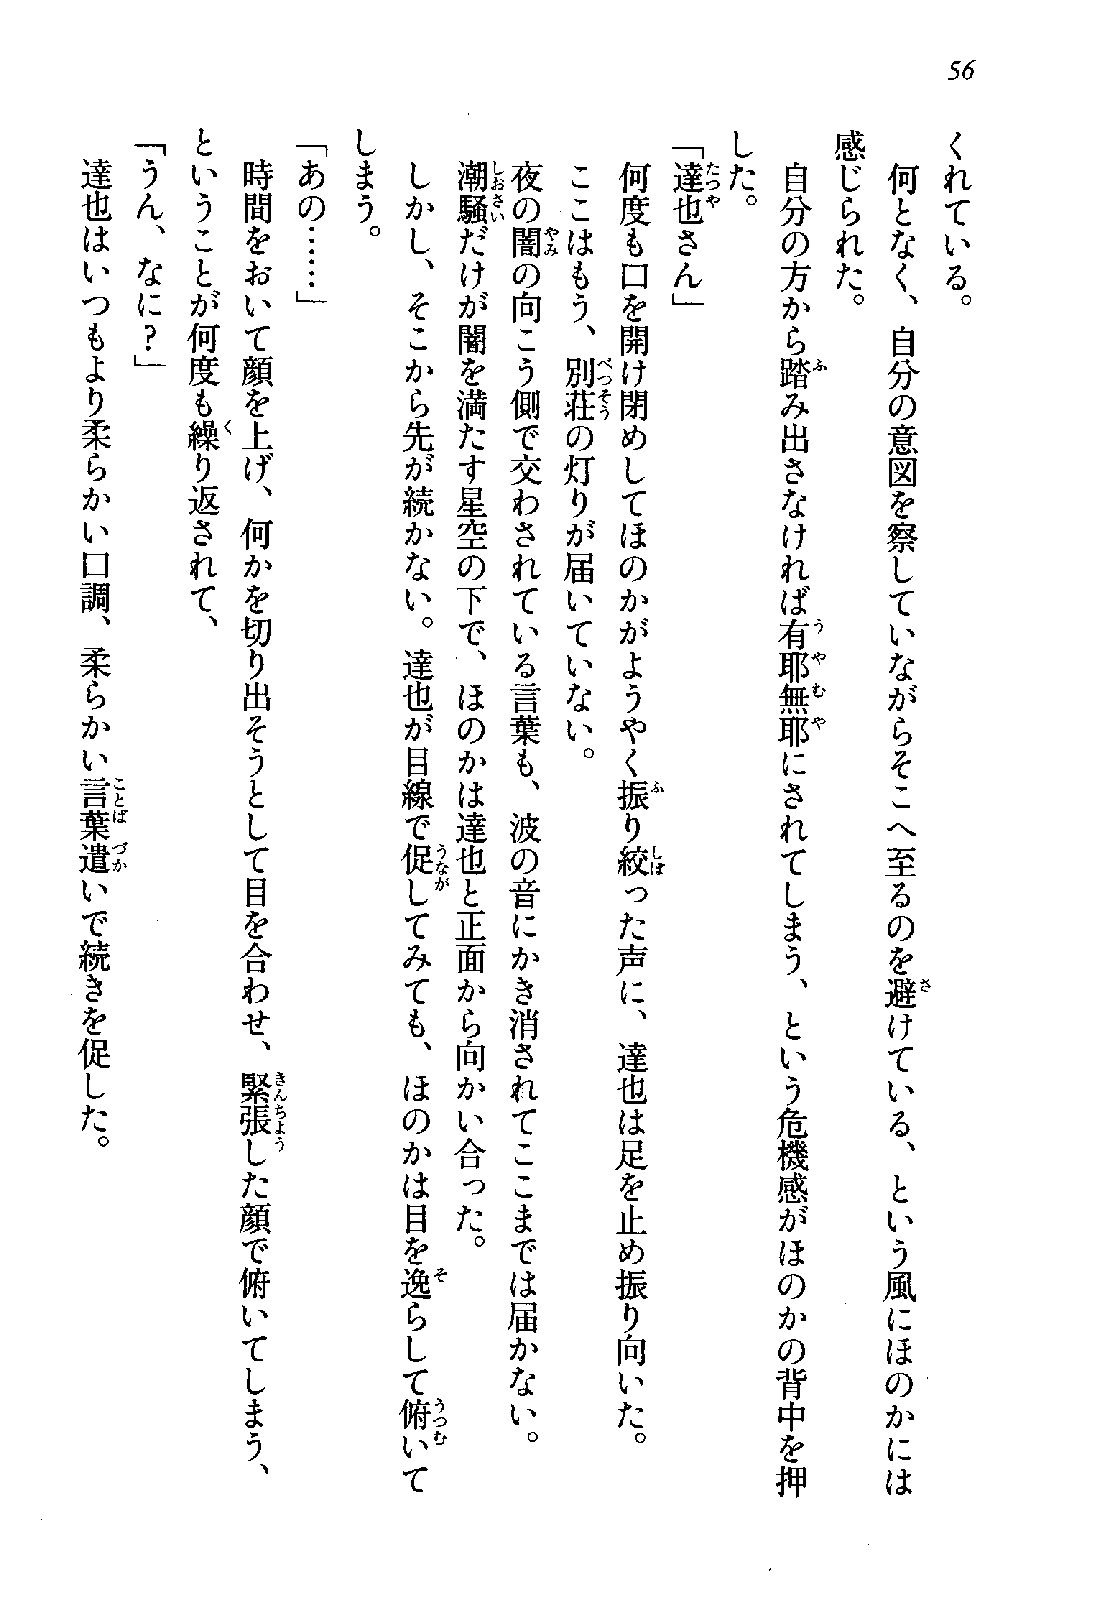 56
くれている。
何となく、自分の意図を察していながらそこへ至るのを避けている、という風にほのかには
感じられた。
自分の方から踏み出さなければ有耶無耶にされてしまう、という危機感がほのかの背中を押
した。
「達也さん」
何度も口を開け閉めしてほのかがようやく振り絞った声に、達也は足を止め振り向いた。
ここはもう、別荘の灯りが届いていない。
夜の闇の向こう側で交わされている言葉も、波の音にかき消されてここまでは届かない。
潮騒だけが闇を満たす星空の下で、ほのかは達也と正面から向かい合った。
しかし、そこから先が続かない。達也が目線で促してみても、ほのかは目を逸らして俯いて
しまう。
「あの……」
時間をおいて顔を上げ、何かを切り出そうとして目を合わせ、緊張した顔で俯いてしまう、
ということが何度も繰り返されて、
「うん、なに？」
達也はいつもより柔らかい口調、柔らかい言葉遣いで続きを促した。